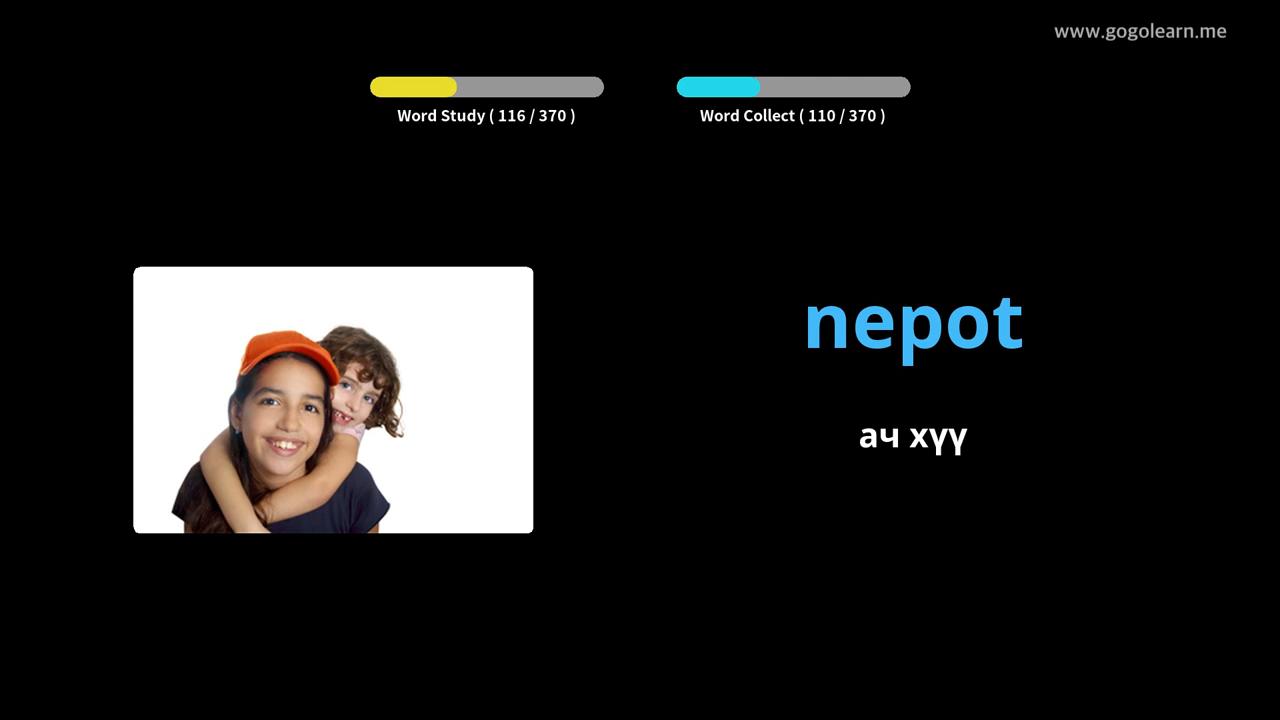 www.gogolearn.me
Word Study ( 116 / 370 )
Word Collect ( 110 / 370 )
nepot
ач хүү